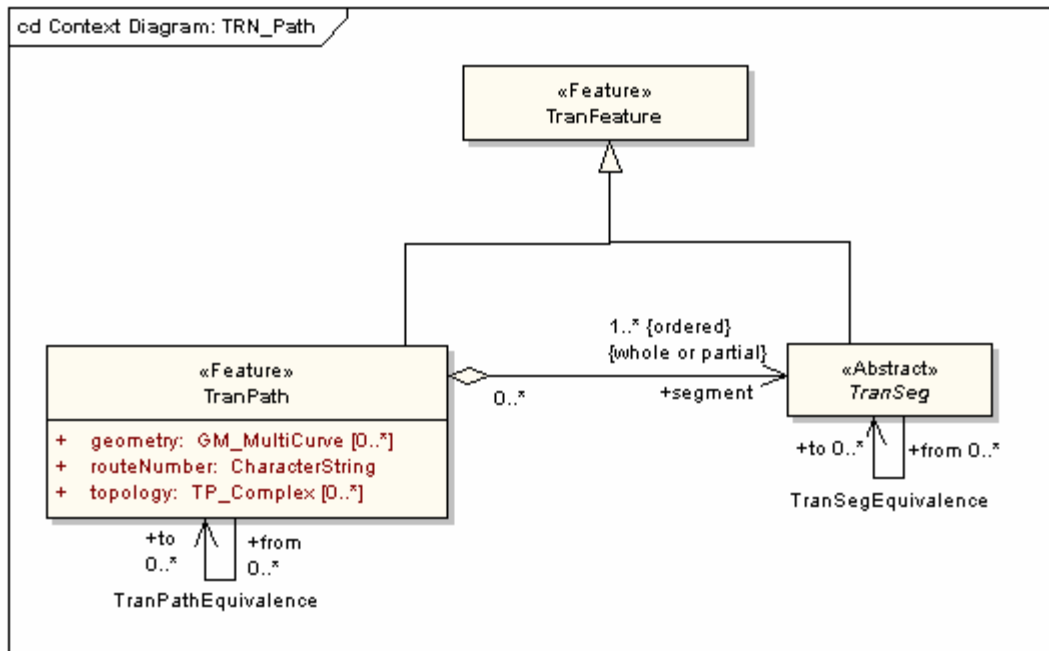 cd Context Diagram: TRN_Path
«Feature»
TranFeature
«Feature»
TranPath
+ geometry: GM_MultiCurve [0..*]
+ routeNumber: CharacterString
+ topology: TP_Complex [0..*]
0..*
1..* {ordered}
{whole or partial}
+segment
«Abstract»
TranSeg
+to 0..*
+from 0..*
TranSegEquivalence
+to
0..*
+from
0..*
TranPathEquivalence